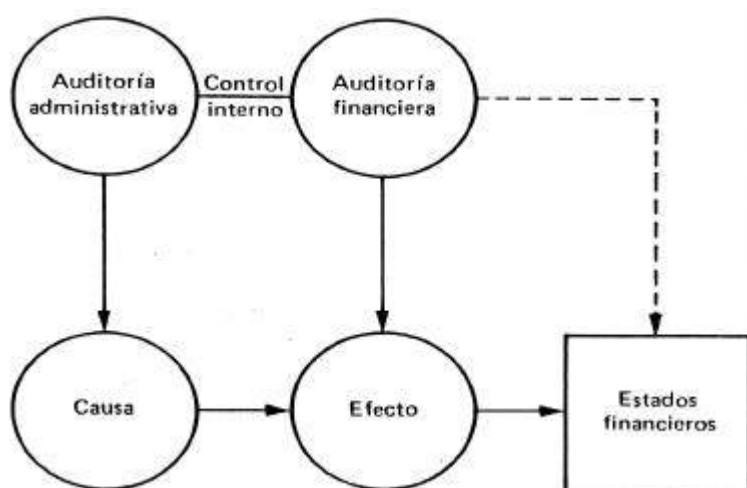 Auditoría
administrativa
Control
interno
Auditoría
financiera
Causa
Efecto
Estados
financieros